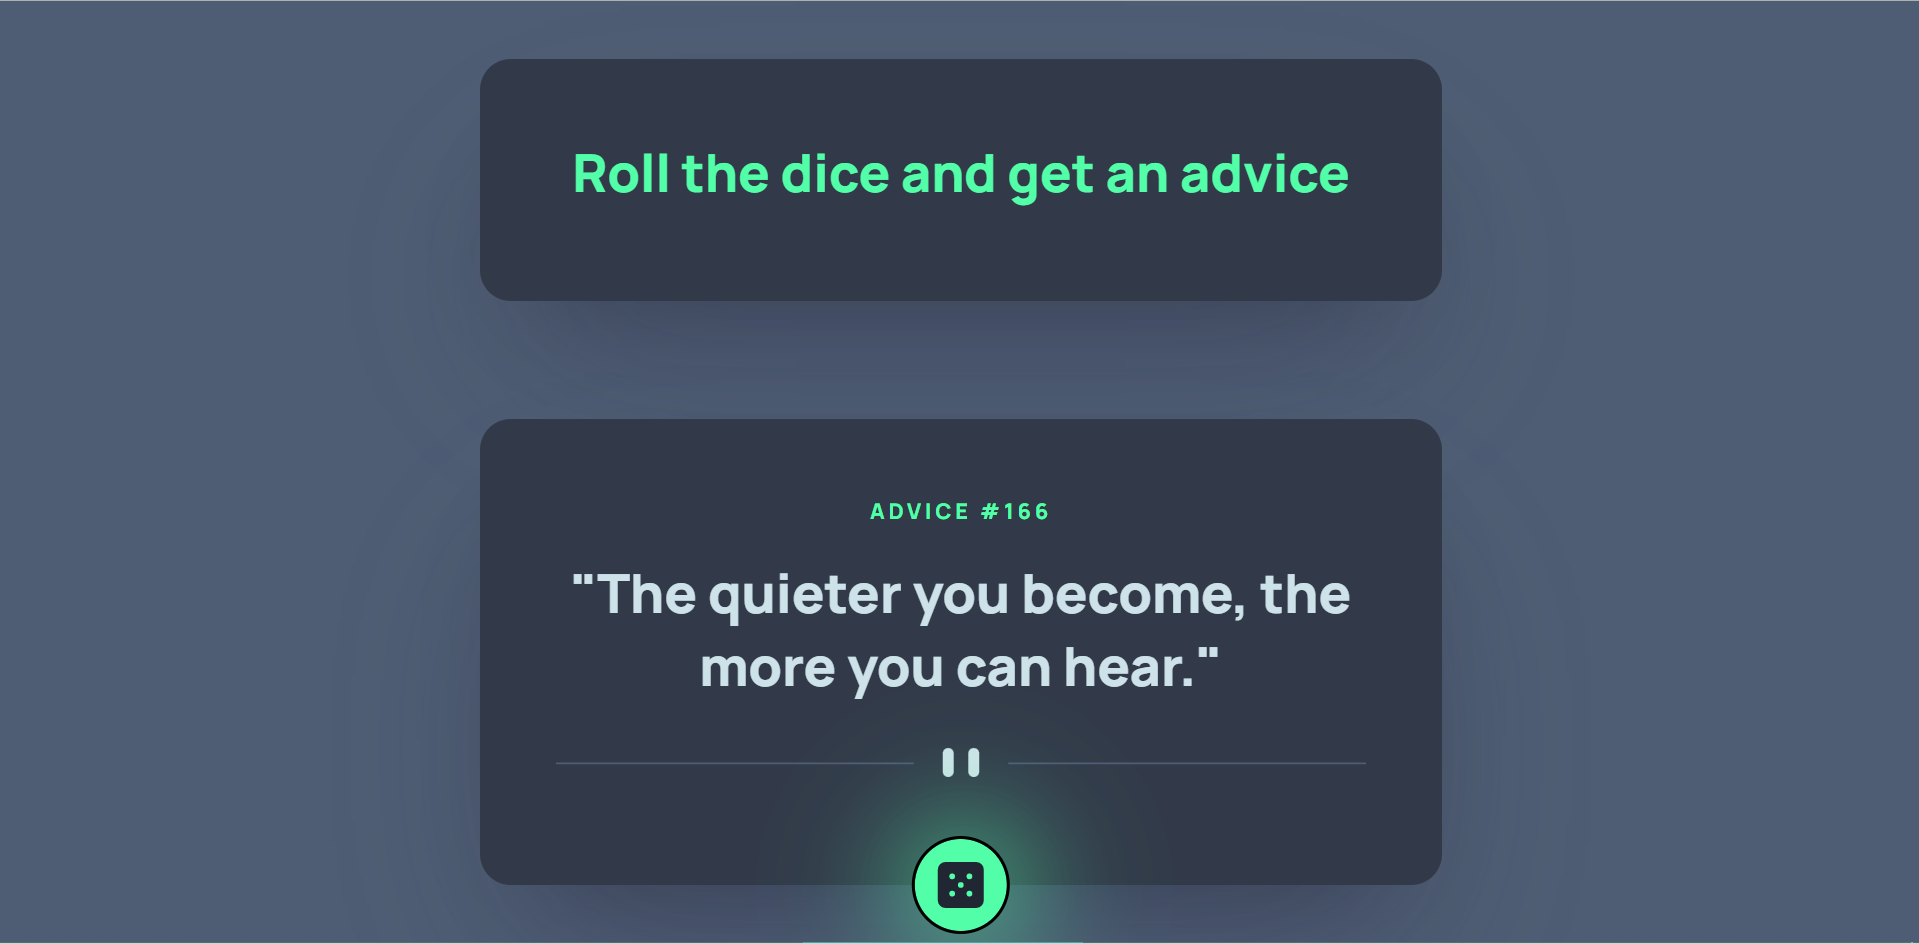 Roll the dice and get an advice
ADVICE #166
"The quieter you become, the
more you can hear."